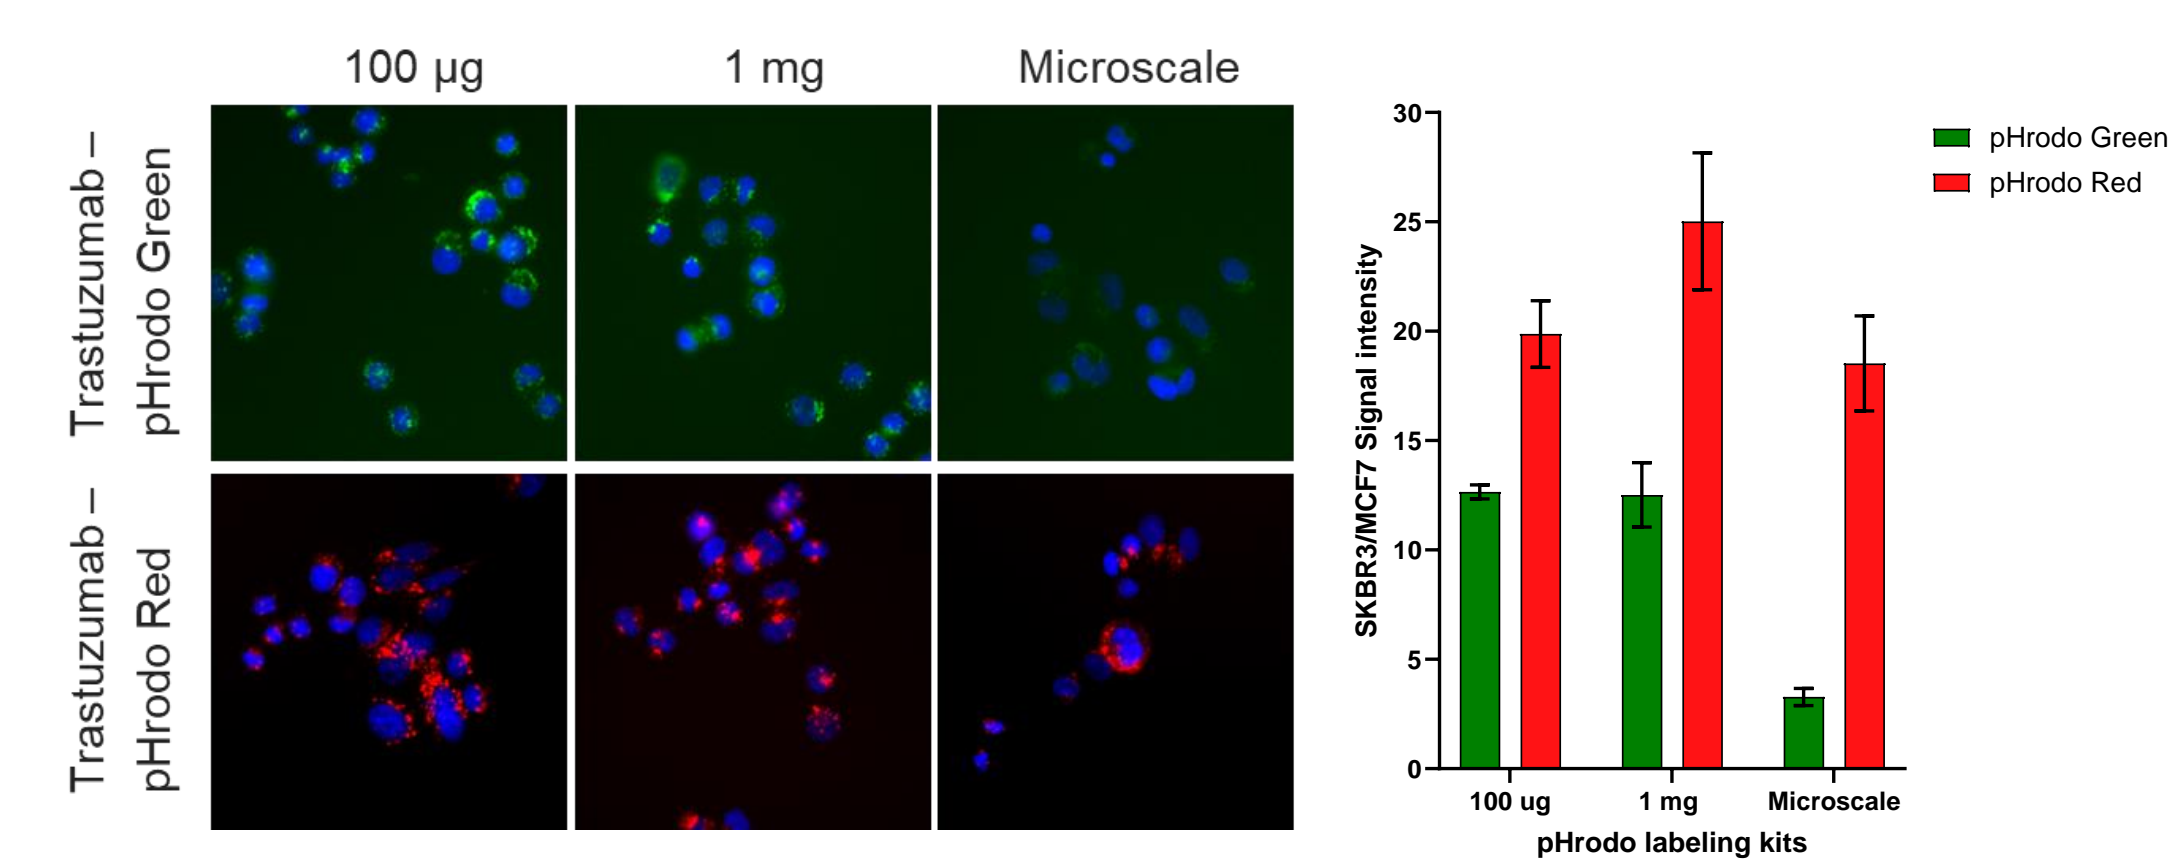 100 µg
1 mg
Microscale
Trastuzumab –
pHrodo Green
Trastuzumab –
pHrodo Red
SKBR3/MCF7 Signal intensity
30
25
20
15
10
5
0
100 ug
1 mg
Microscale
pHrodo labeling kits
pHrodo Green
pHrodo Red